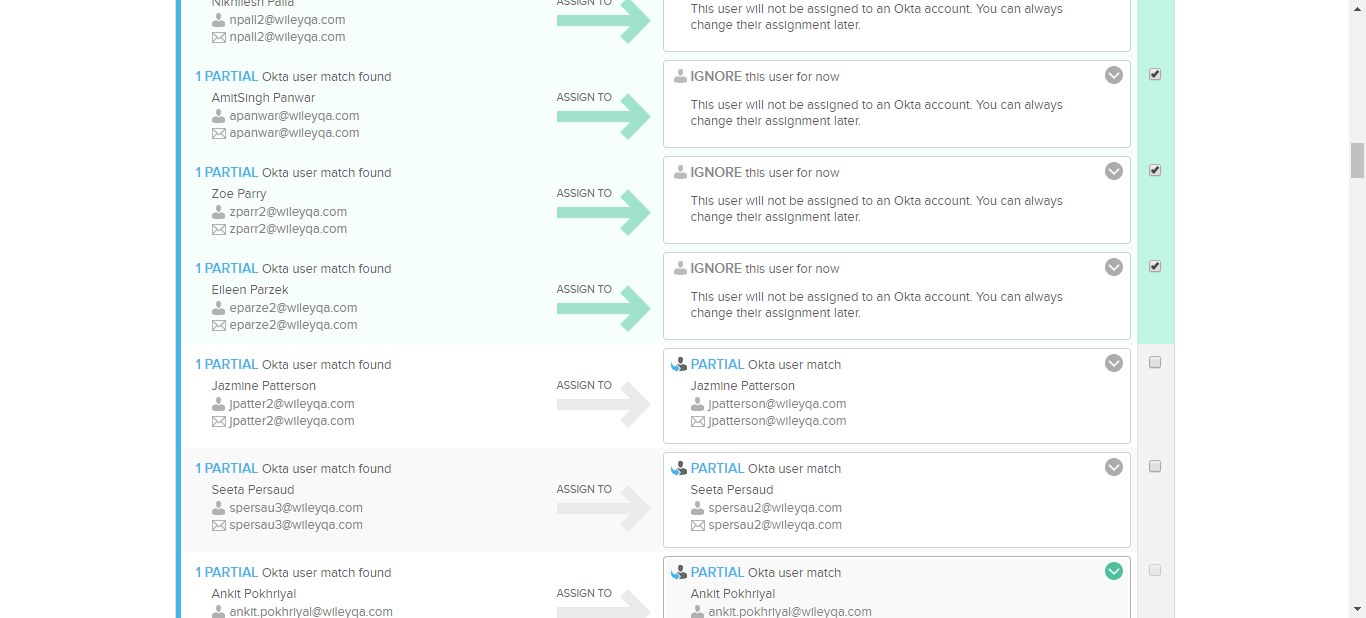 Nikhilesh Palla
npall2@wileyqa.com
npall2@wileyqa.com
ASSIGN TO
This user will not be assigned to an Okta account. You can always
change their assignment later.
1 PARTIAL Okta user match found
AmitSingh Panwar
apanwar@wileyqa.com
apanwar@wileyqa.com
ASSIGN TO
IGNORE this user for now
This user will not be assigned to an Okta account. You can always
change their assignment later.
1 PARTIAL Okta user match found
Zoe Parry
zparr2@wileyqa.com
zparr2@wileyqa.com
ASSIGN TO
IGNORE this user for now
This user will not be assigned to an Okta account. You can always
change their assignment later.
1 PARTIAL Okta user match found
Eileen Parzek
eparze2@wileyqa.com
eparze2@wileyqa.com
ASSIGN TO
IGNORE this user for now
This user will not be assigned to an Okta account. You can always
change their assignment later.
1 PARTIAL Okta user match found
Jazmine Patterson
jpatter2@wileyqa.com
jpatter2@wileyqa.com
ASSIGN TO
PARTIAL Okta user match
Jazmine Patterson
jpatterson@wileyqa.com
jpatterson@wileyqa.com
1 PARTIAL Okta user match found
Seeta Persaud
spersau3@wileyqa.com
spersau3@wileyqa.com
ASSIGN TO
PARTIAL Okta user match
Seeta Persaud
spersau2@wileyqa.com
spersau2@wileyqa.com
1 PARTIAL Okta user match found
Ankit Pokhriyal
ankit.pokhriyal@wileyqa.com
ASSIGN TO
PARTIAL Okta user match
Ankit Pokhriyal
ankit.pokhriyal@wileyqa.com